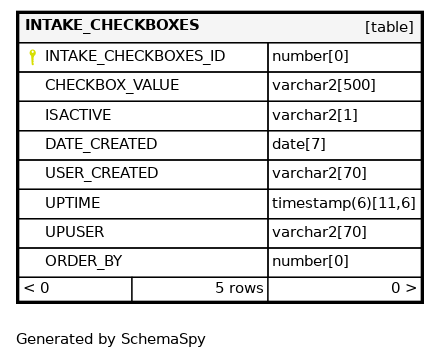 INTAKE_CHECKBOXES [table]
INTAKE_CHECKBOXES_ID number[0]
CHECKBOX_VALUE varchar2[500]
ISACTIVE varchar2[1]
DATE_CREATED date[7]
USER_CREATED varchar2[70]
UPTIME timestamp(6)[11,6]
UPUSER varchar2[70]
ORDER_BY number[0]
< 0 5 rows 0 >
Generated by SchemaSpy